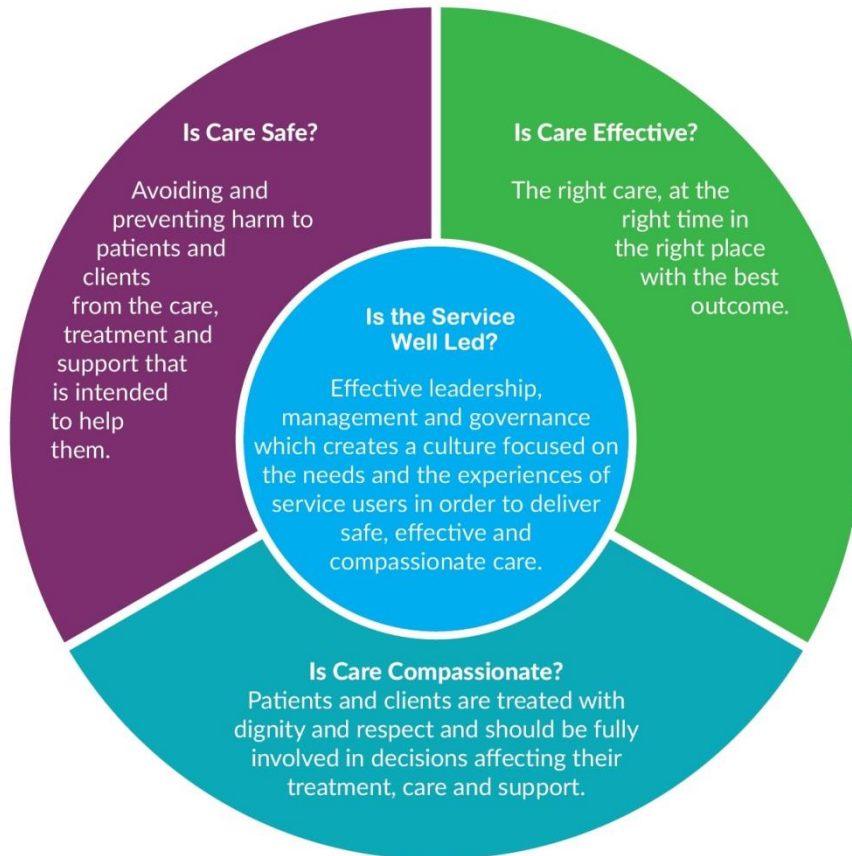 Is Care Safe?
Avoiding and
preventing harm to
patients and
clients
from the care,
treatment and
support that
is intended
to help
them.
Is Care Effective?
The right care, at the
right time in
the right place
with the best
outcome.
Is the Service
Well Led?
Effective leadership,
management and governance
which creates a culture focused on
the needs and the experiences of
service users in order to deliver
safe, effective and
compassionate care.
Is Care Compassionate?
Patients and clients are treated with
dignity and respect and should be fully
involved in decisions affecting their
treatment, care and support.